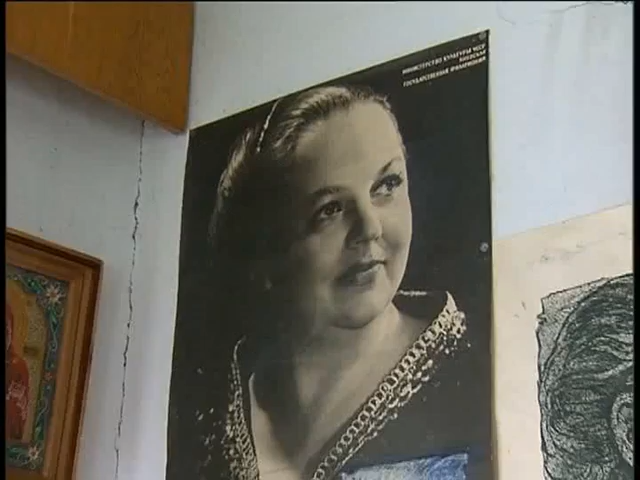 МИНИСТЕРСТВО КУЛЬТУРЫ УССР
КИЕВСКАЯ
ГОСУДАРСТВЕННАЯ ФИЛАРМОНИЯ